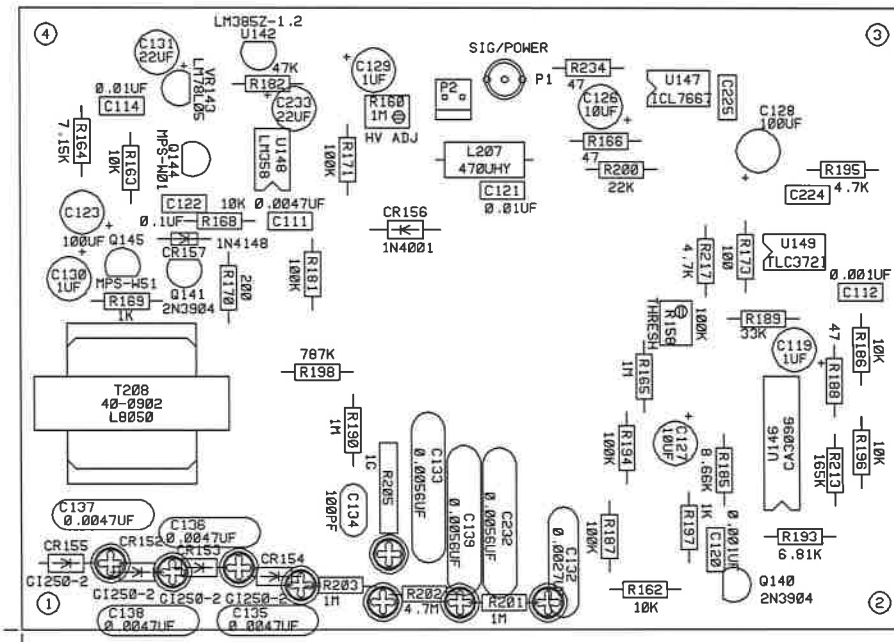 4
LM385Z-1.2
U142
C131
22UF
VR143
LM78L05
47K
R182
C129
1UF
SIG/POWER
P1
P2
R234
47
U147
ICL7667
C225
3
0.01UF
C114
C233
22UF
R160
1M
HV ADJ
C126
10UF
C128
100UF
R164
7.15K
R163
10K
Q144
MPS-W01
U148
LM358
R171
100K
L207
470UHY
R166
47
R200
22K
R195
4.7K
C122
0.1UF
10K
R168
0.0047UF
C111
C121
0.01UF
C224
C123
100UF
CR156
1N4001
1N4148
CR157
Q145
MPS-W51
C130
1UF
R169
1K
Q141
2N3904
R170
200
R181
100K
R217
4.7K
R173
100
U149
TLC3721
0.001UF
C112
THRESH
R158
100K
R189
33K
C119
1UF
47
R188
R186
10K
T208
40-0902
L8050
787K
R198
R165
1M
R190
1M
1G
R205
C133
0.0056UF
C139
0.0056UF
C232
0.0056UF
R194
100K
C127
10UF
R185
8.66K
CA3096
U146
R213
165K
R196
10K
C137
0.0047UF
C136
0.0047UF
100PF
C134
C132
0.0027UF
R187
100K
1K
R197
0.001UF
C120
R193
6.81K
CR155
GI250-2
CR152
GI250-2
CR153
GI250-2
CR154
GI250-2
R203
1M
R202
4.7M
R201
1M
R162
10K
Q140
2N3904
1
C138
0.0047UF
C135
0.0047UF
2